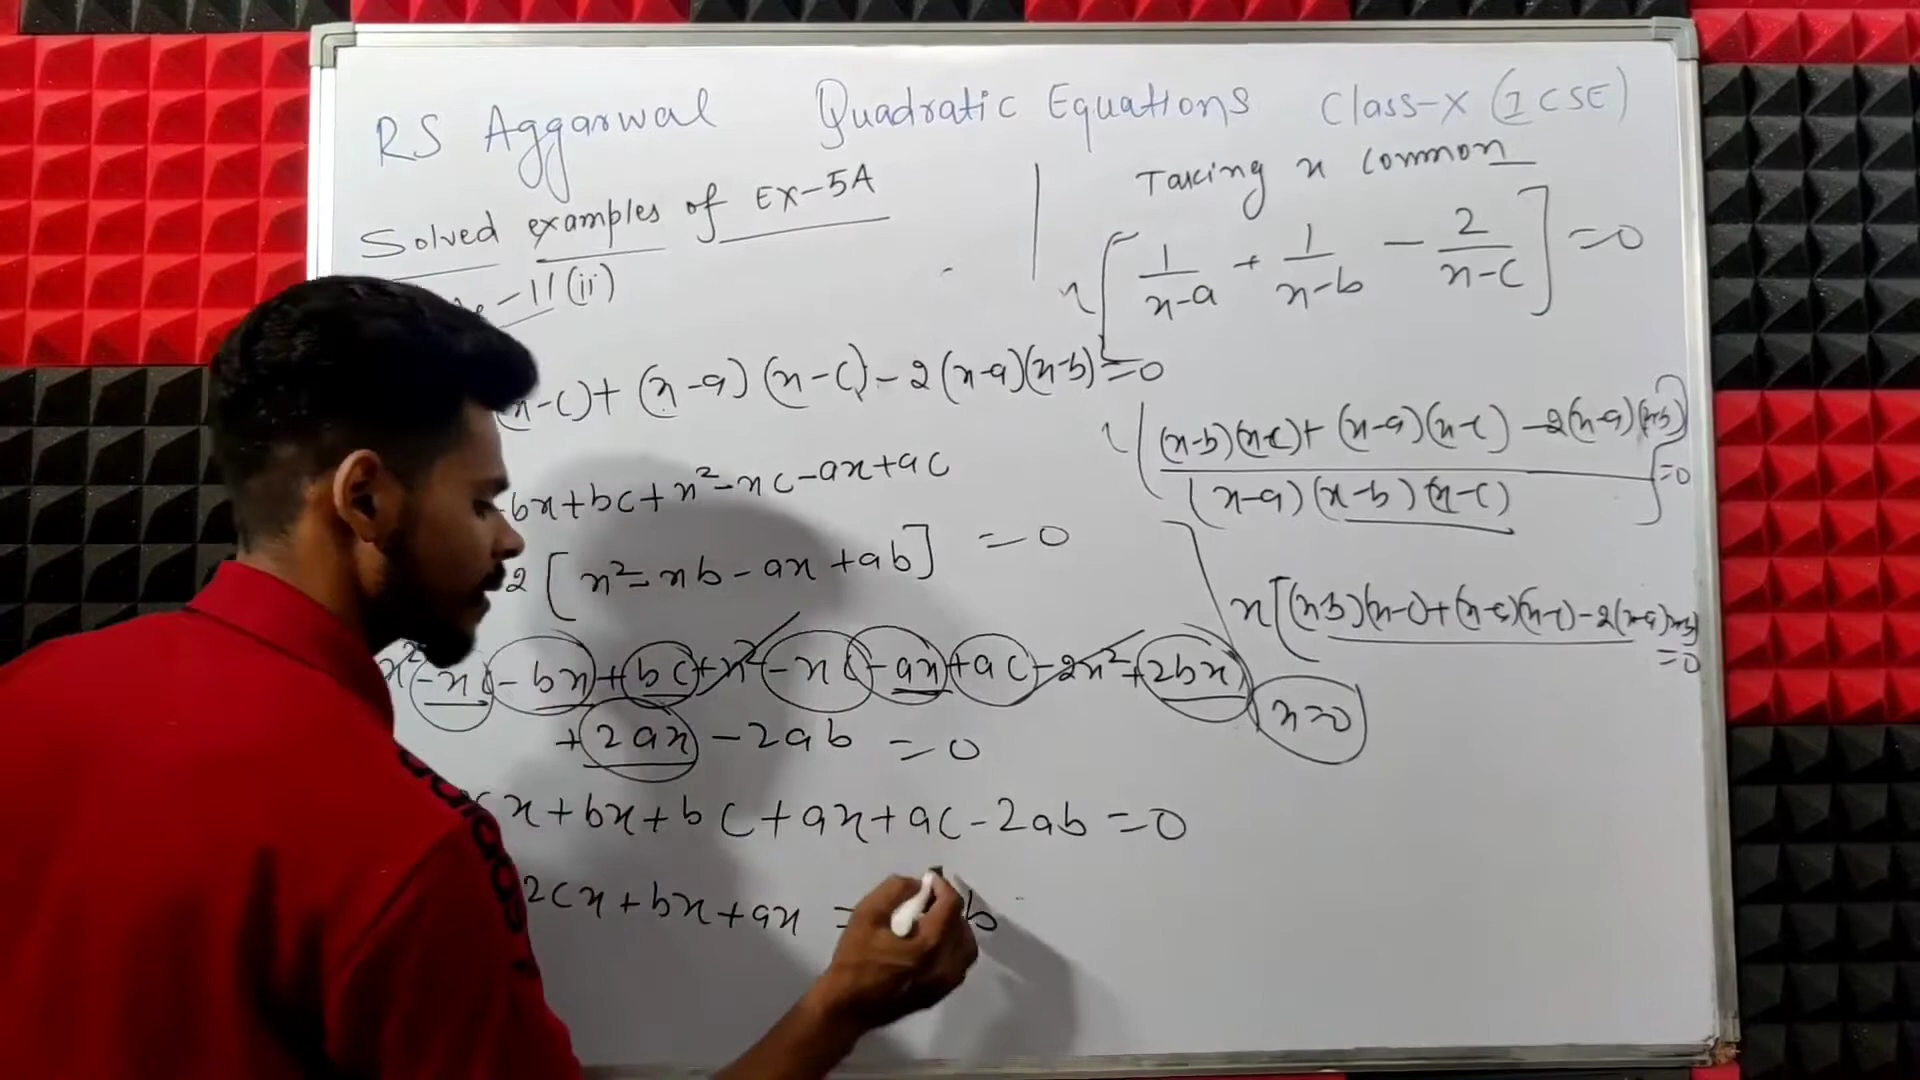 RS Aggarwal Quadratic Equations Class-X (ICSE)
Solved examples of EX-5A
-11(ii)
x-c)+(x-a)(x-c)-2(x-a)(x-b)=0
-bx+bc+x²-xc-ax+ac
2[x²-xb-ax+ab]=0
x²-xc-bx+bc+x²-xc-ax+ac-2x²+2bx
+2ax-2ab=0
x+bx+bc+ax+ac-2ab=0
2cx+bx+ax= b
Taking x common
x[1/(x-a)+1/(x-b)-2/(x-c)]=0
x[((x-b)(x-c)+(x-a)(x-c)-2(x-a)(x-b))/((x-a)(x-b)(x-c))]=0
x[(x-b)(x-c)+(x-a)(x-c)-2(x-a)(x-b)
=0
x=0